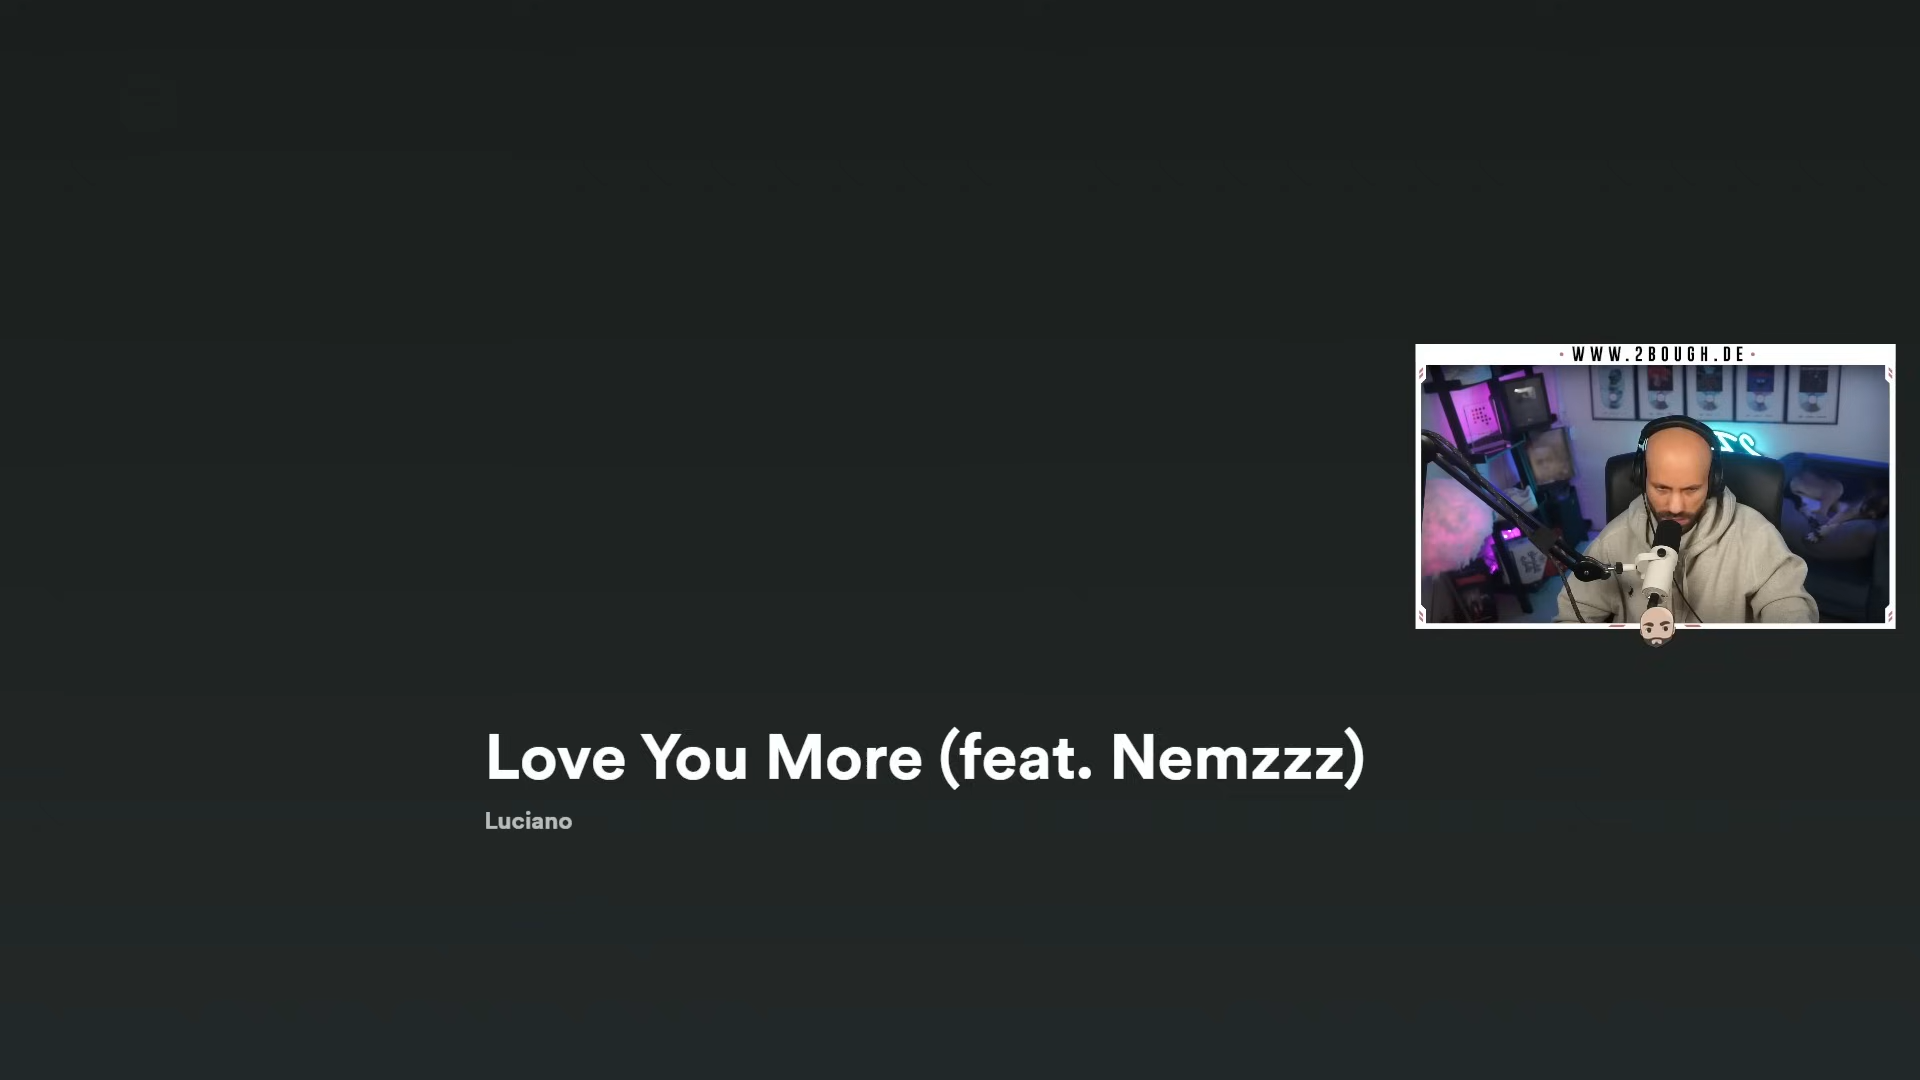 • WWW.2BOUGH.DE •
Love You More (feat. Nemzzz)
Luciano